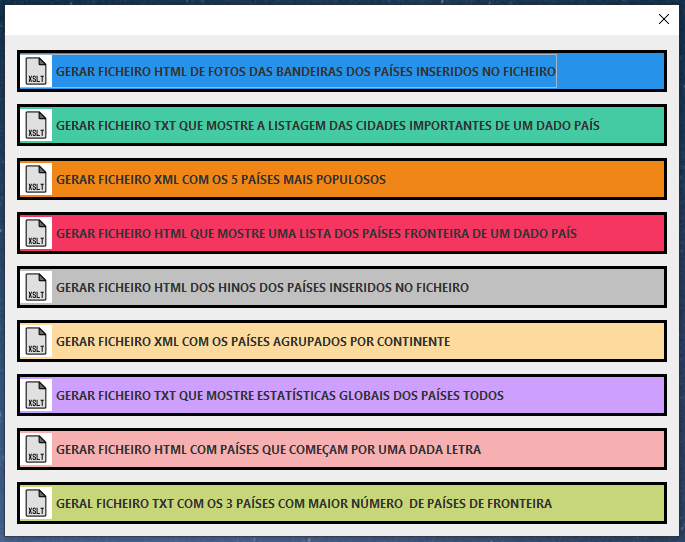 XSLT GERAR FICHEIRO HTML DE FOTOS DAS BANDEIRAS DOS PAÍSES INSERIDOS NO FICHEIRO
XSLT GERAR FICHEIRO TXT QUE MOSTRE A LISTAGEM DAS CIDADES IMPORTANTES DE UM DADO PAÍS
XSLT GERAR FICHEIRO XML COM OS 5 PAÍSES MAIS POPULOSOS
XSLT GERAR FICHEIRO HTML QUE MOSTRE UMA LISTA DOS PAÍSES FRONTEIRA DE UM DADO PAÍS
XSLT GERAR FICHEIRO HTML DOS HINOS DOS PAÍSES INSERIDOS NO FICHEIRO
XSLT GERAR FICHEIRO XML COM OS PAÍSES AGRUPADOS POR CONTINENTE
XSLT GERAR FICHEIRO TXT QUE MOSTRE ESTATÍSTICAS GLOBAIS DOS PAÍSES TODOS
XSLT GERAR FICHEIRO HTML COM PAÍSES QUE COMEÇAM POR UMA DADA LETRA
XSLT GERAL FICHEIRO TXT COM OS 3 PAÍSES COM MAIOR NÚMERO  DE PAÍSES DE FRONTEIRA